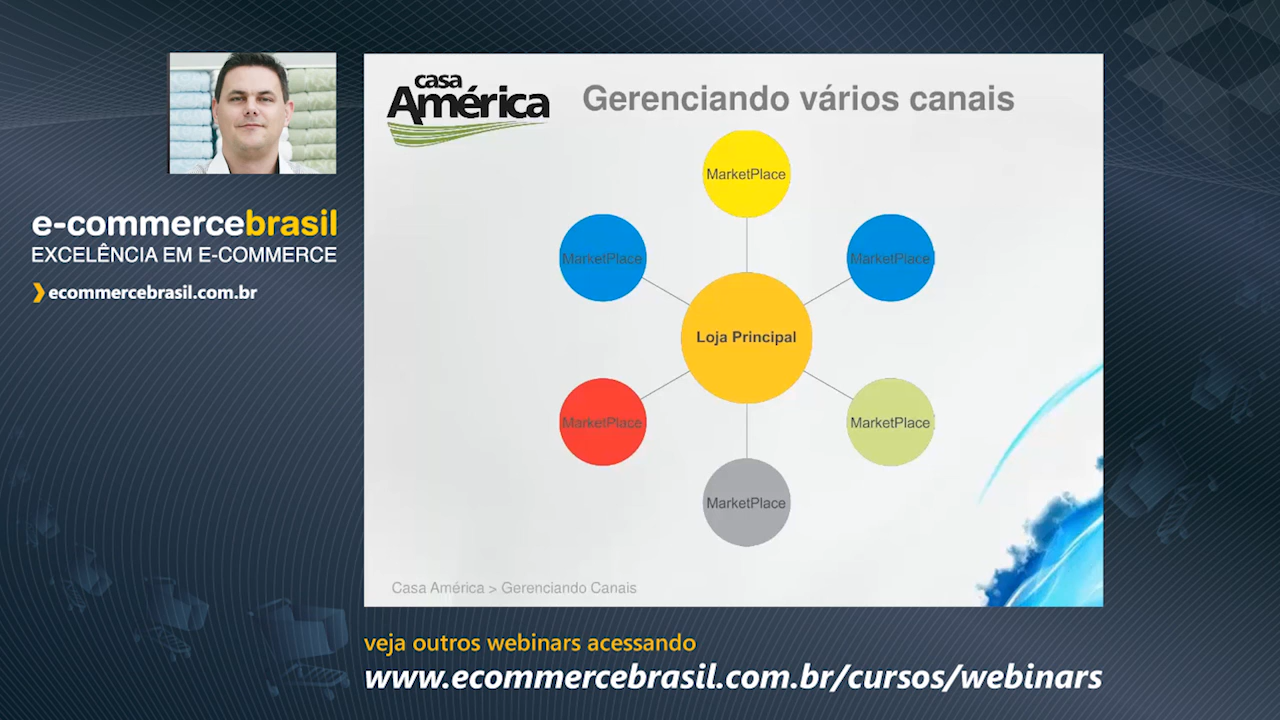 casa
América
Gerenciando vários canais
MarketPlace
MarketPlace
MarketPlace
Loja Principal
MarketPlace
MarketPlace
MarketPlace
Casa América > Gerenciando Canais
e-commercebrasil
EXCELÊNCIA EM E-COMMERCE
ecommercebrasil.com.br
veja outros webinars acessando
www.ecommercebrasil.com.br/cursos/webinars